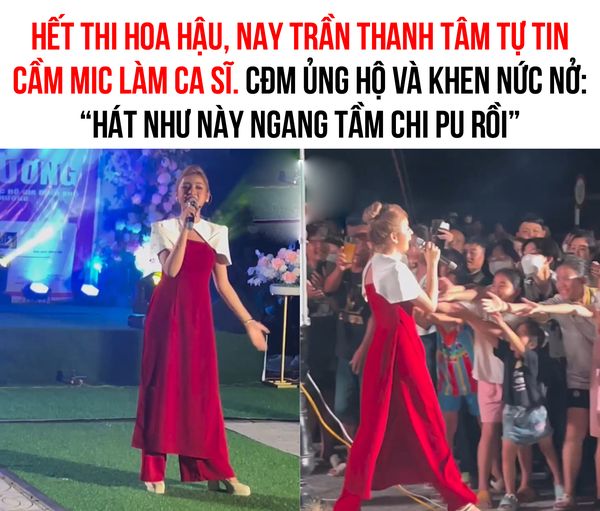 HẾT THI HOA HẬU, NAY TRẦN THANH TÂM TỰ TIN
CẦM MIC LÀM CA SĨ. CĐM ỦNG HỘ VÀ KHEN NỨC NỞ:
“HÁT NHƯ NÀY NGANG TẦM CHI PU RỒI”
ƯƠNG